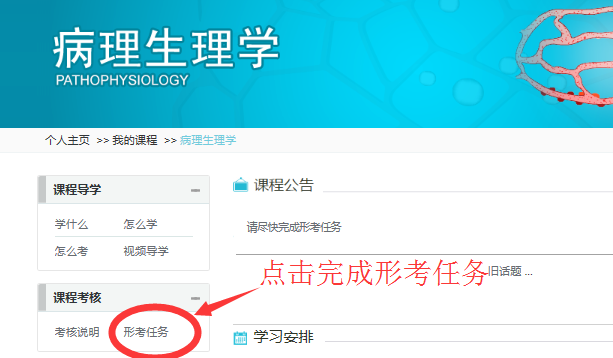 病理生理学
PATHOPHYSIOLOGY
个人主页 >> 我的课程 >> 病理生理学
课程导学
学什么 怎么学
怎么考 视频导学
课程考核
考核说明 形考任务
课程公告
请尽快完成形考任务
点击完成形考任务
旧话题 ...
学习安排